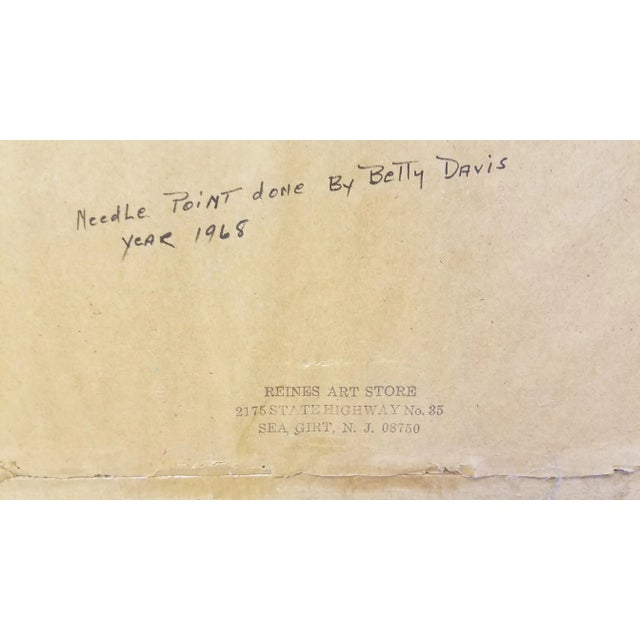 Needle Point done By Betty Davis
Year 1968
REINES ART STORE
2175 STATE HIGHWAY No. 35
SEA GIRT, N. J. 08750